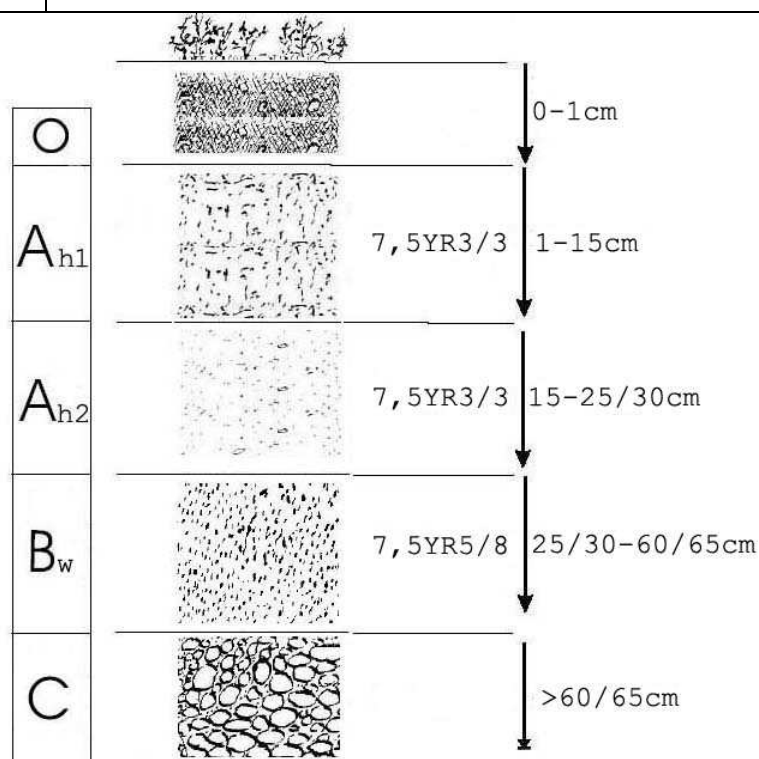 O 0-1cm
Ah1 7,5YR3/3 1-15cm
Ah2 7,5YR3/3 15-25/30cm
Bw 7,5YR5/8 25/30-60/65cm
C >60/65cm